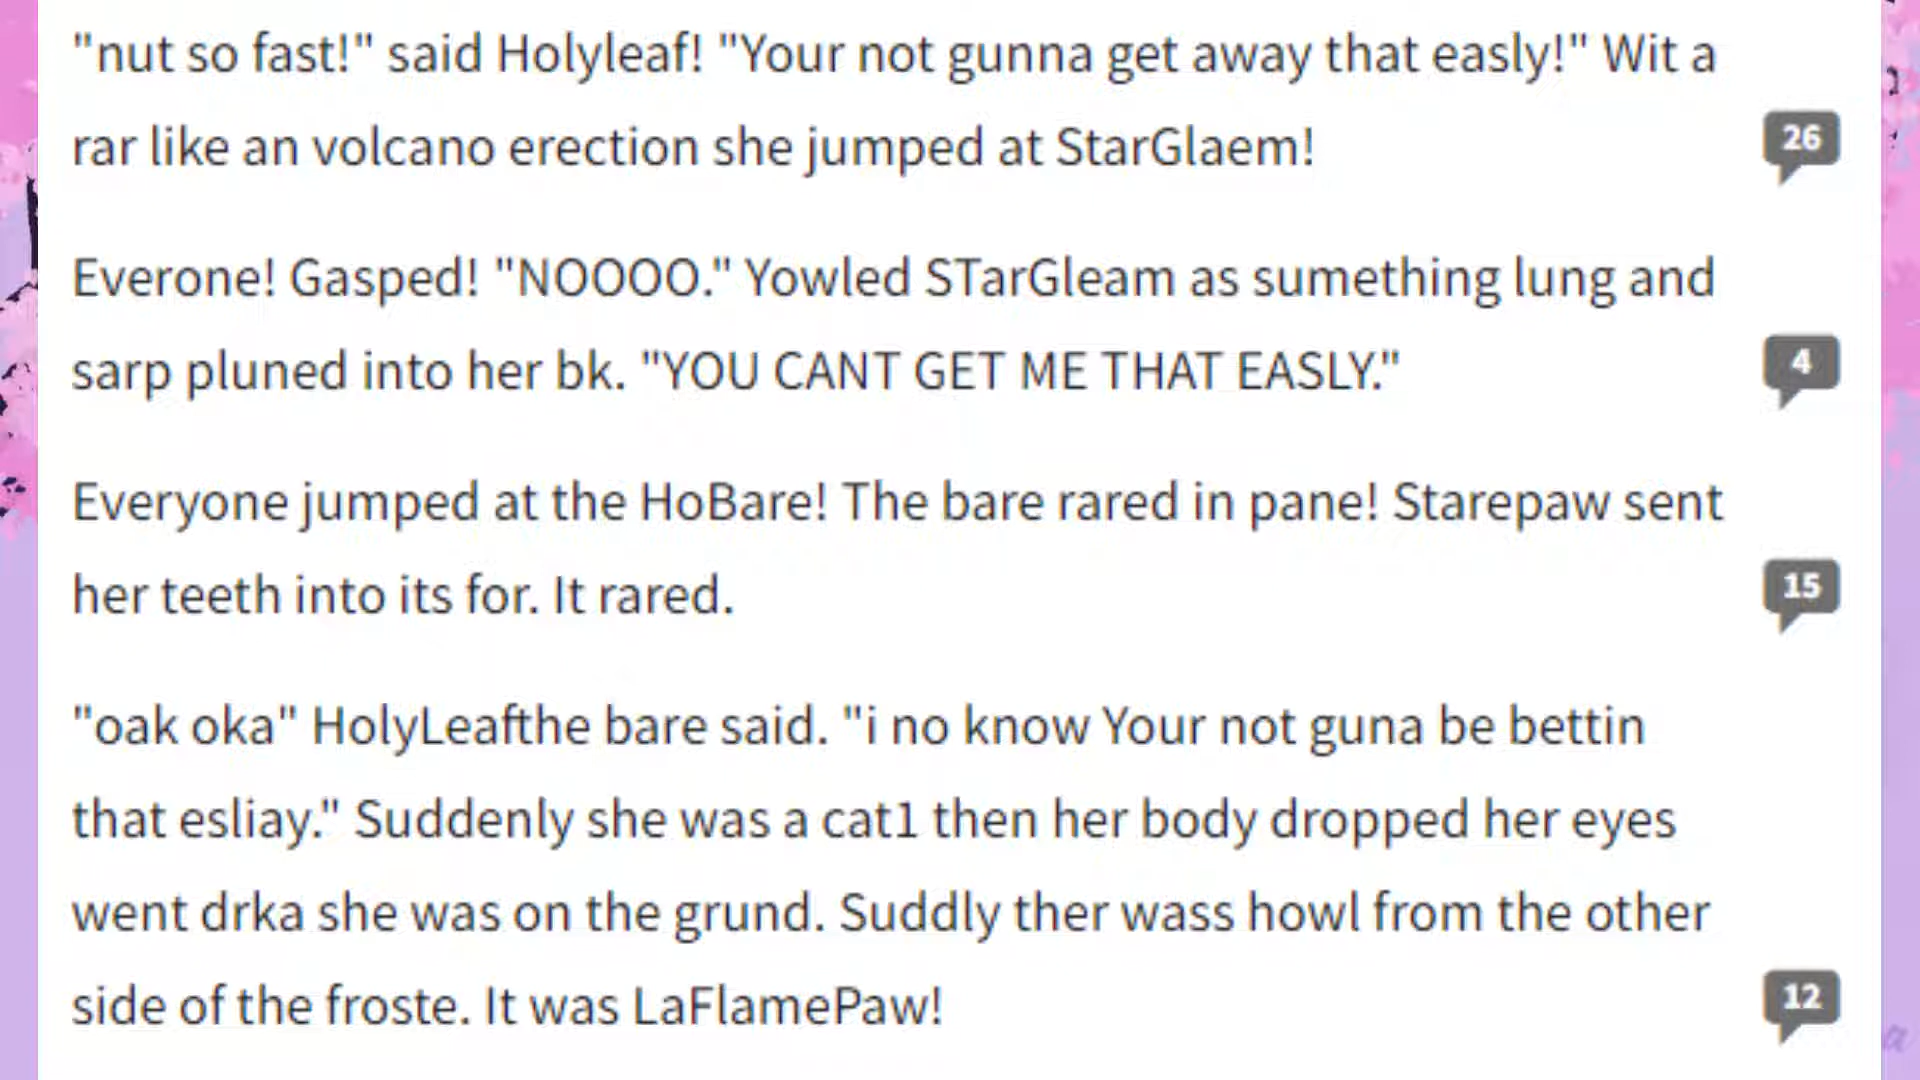 "nut so fast!" said Holyleaf! "Your not gunna get away that easly!" Wit a
rar like an volcano erection she jumped at StarGlaem!
26
Everone! Gasped! "NOOOO." Yowled STarGleam as sumething lung and
sarp pluned into her bk. "YOU CANT GET ME THAT EASLY."
4
Everyone jumped at the HoBare! The bare rared in pane! Starepaw sent
her teeth into its for. It rared.
15
"oak oka" HolyLeafthe bare said. "i no know Your not guna be bettin
that esliay." Suddenly she was a cat1 then her body dropped her eyes
went drka she was on the grund. Suddly ther wass howl from the other
side of the froste. It was LaFlamePaw!
12